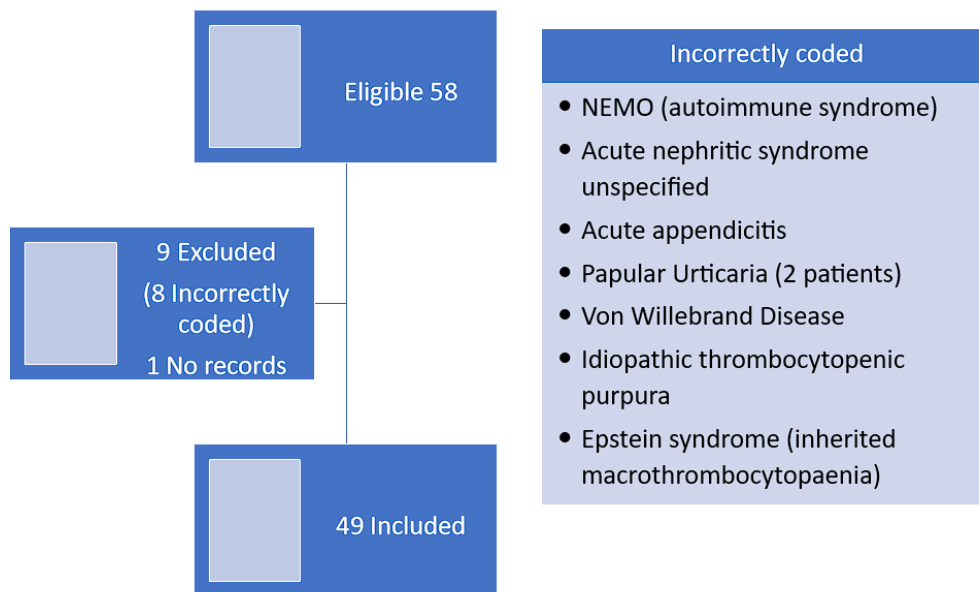 Eligible 58
9 Excluded
(8 Incorrectly
coded)
1 No records
49 Included
Incorrectly coded
• NEMO (autoimmune syndrome)
• Acute nephritic syndrome
unspecified
• Acute appendicitis
• Papular Urticaria (2 patients)
• Von Willebrand Disease
• Idiopathic thrombocytopenic
purpura
• Epstein syndrome (inherited
macrothrombocytopaenia)